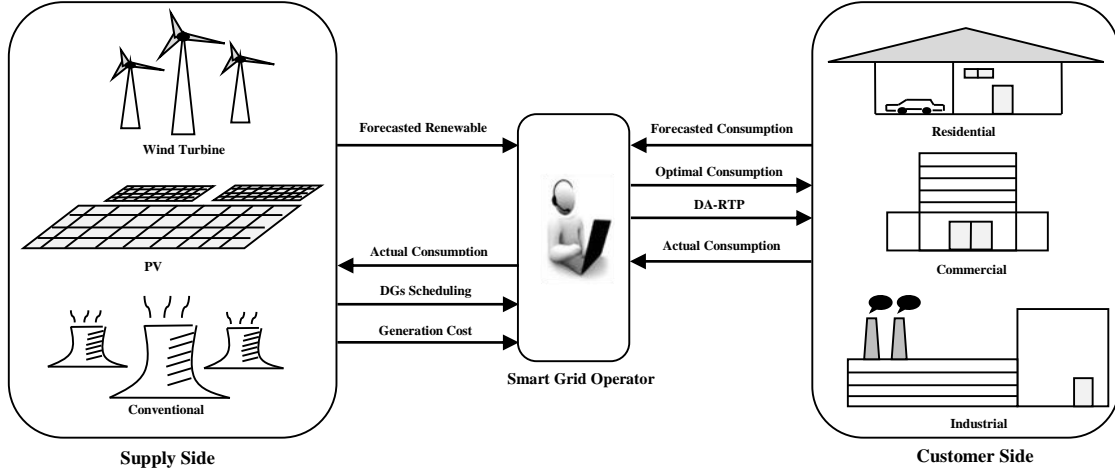 Wind Turbine
PV
Conventional
Supply Side
Forecasted Renewable
Actual Consumption
DGs Scheduling
Generation Cost
Smart Grid Operator
Forecasted Consumption
Optimal Consumption
DA-RTP
Actual Consumption
Residential
Commercial
Industrial
Customer Side